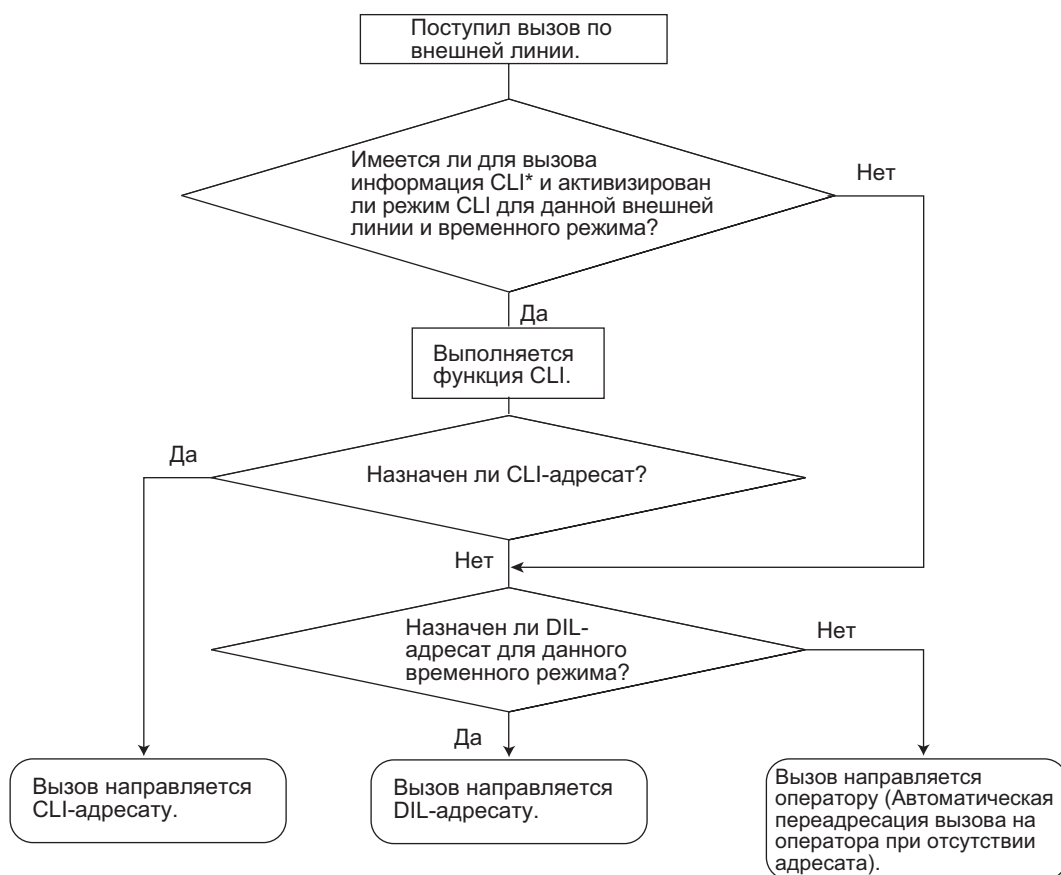 Поступил вызов по
внешней линии.
Имеется ли для вызова
информация CLI* и активизирован
ли режим CLI для данной внешней
линии и временного режима?
Нет
Да
Выполняется
функция CLI.
Да
Назначен ли CLI-адресат?
Нет
Назначен ли DIL-
адресат для данного
временного режима?
Нет
Да
Вызов направляется
CLI-адресату.
Вызов направляется
DIL-адресату.
Вызов направляется
оператору (Автоматическая
переадресация вызова на
оператора при отсутствии
адресата).